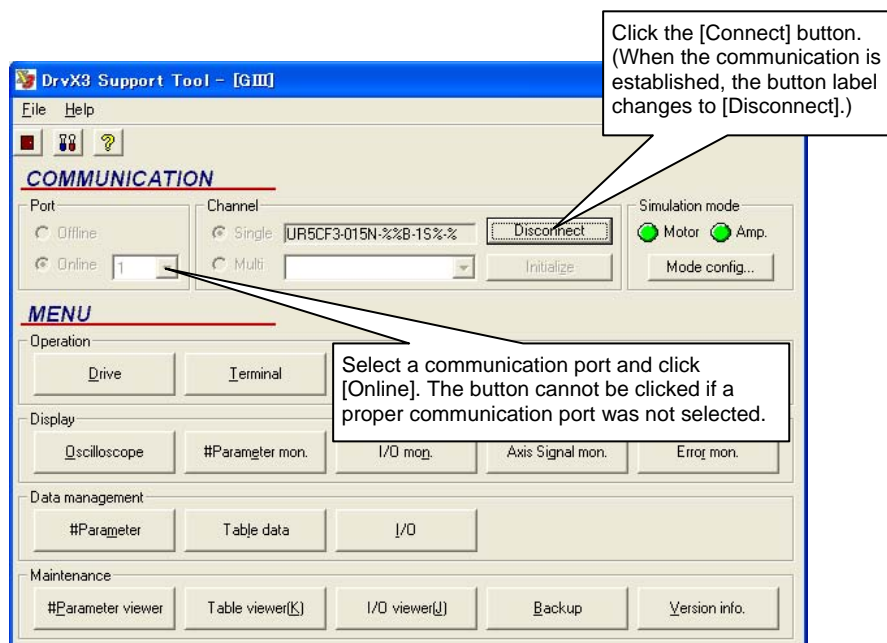 Click the [Connect] button.
(When the communication is
established, the button label
changes to [Disconnect].)
DrvX3 Support Tool - [GIII]
File Help
COMMUNICATION
Port
Channel
Simulation mode
Offline
Single UR5CF3-015N-%%B-1S%-% Disconnect
Motor Amp.
Online 1
Multi
Initialize
Mode config...
MENU
Operation
Drive
Terminal
Select a communication port and click
[Online]. The button cannot be clicked if a
proper communication port was not selected.
Display
Oscilloscope
#Parameter mon.
I/O mon.
Axis Signal mon.
Error mon.
Data management
#Parameter
Table data
I/O
Maintenance
#Parameter viewer
Table viewer(K)
I/O viewer(J)
Backup
Version info.